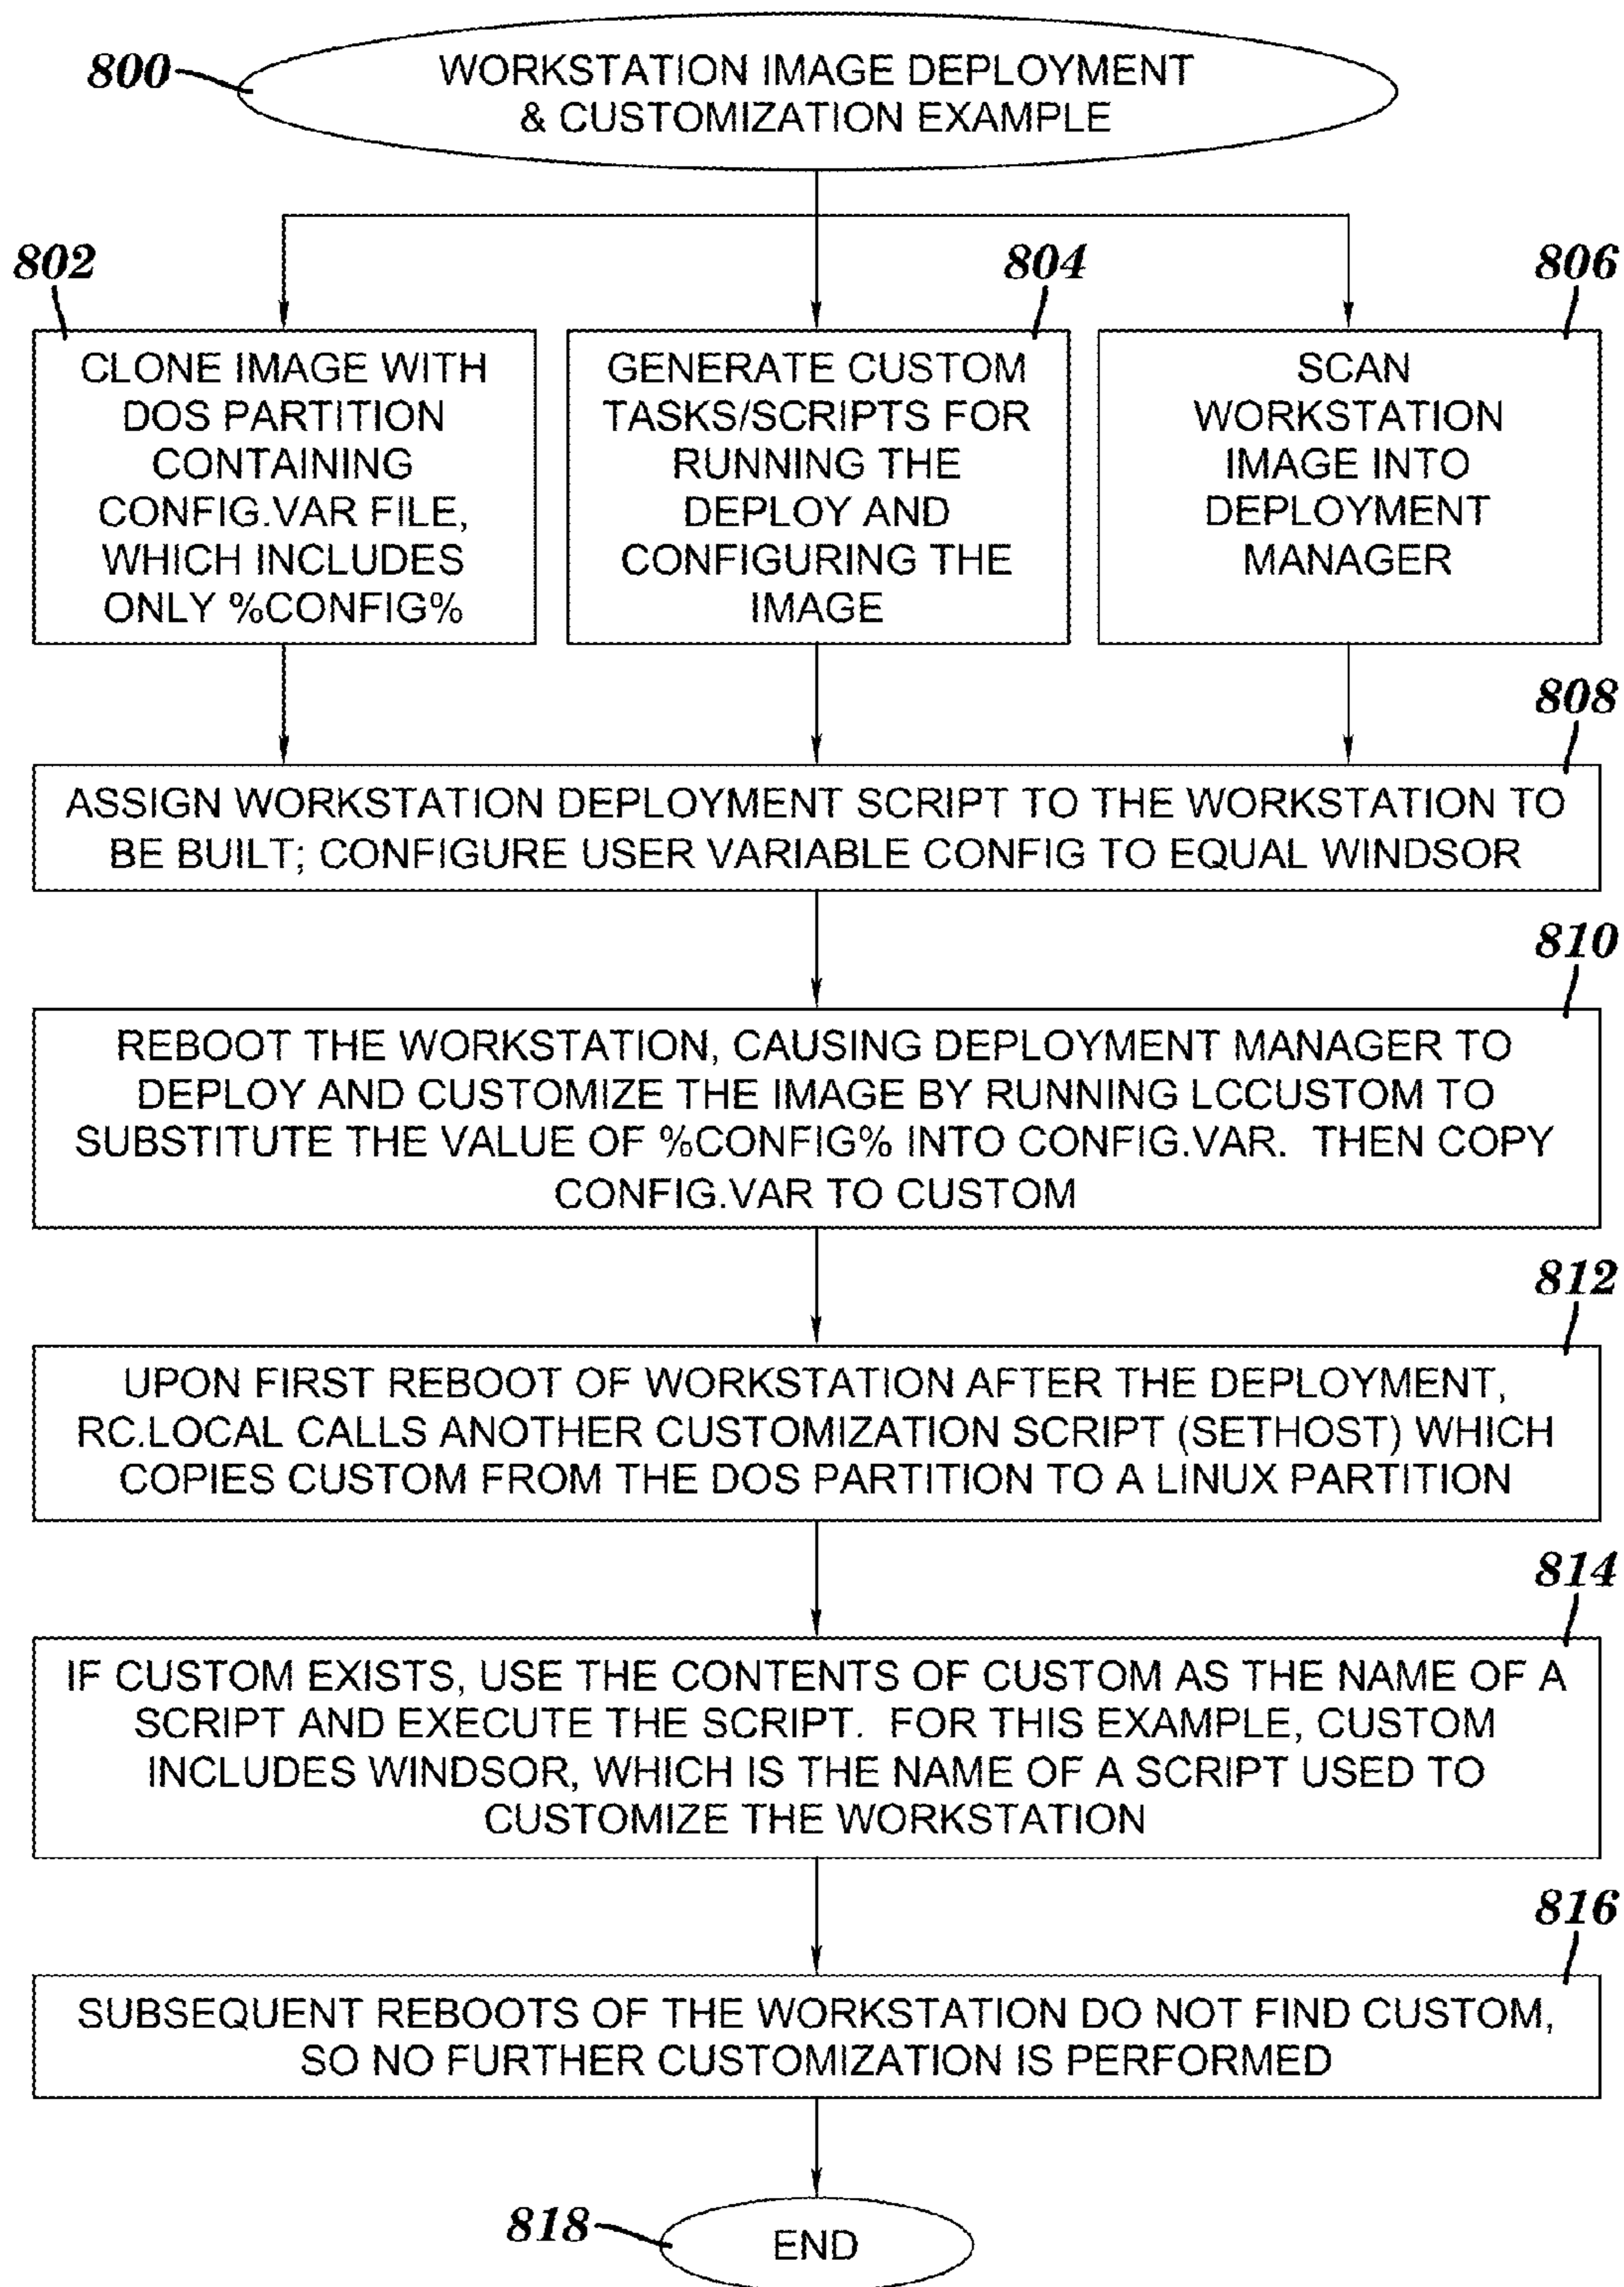 800
WORKSTATION IMAGE DEPLOYMENT
& CUSTOMIZATION EXAMPLE
802
CLONE IMAGE WITH
DOS PARTITION
CONTAINING
CONFIG.VAR FILE,
WHICH INCLUDES
ONLY %CONFIG%
804
GENERATE CUSTOM
TASKS/SCRIPTS FOR
RUNNING THE
DEPLOY AND
CONFIGURING THE
IMAGE
806
SCAN
WORKSTATION
IMAGE INTO
DEPLOYMENT
MANAGER
808
ASSIGN WORKSTATION DEPLOYMENT SCRIPT TO THE WORKSTATION TO
BE BUILT; CONFIGURE USER VARIABLE CONFIG TO EQUAL WINDSOR
810
REBOOT THE WORKSTATION, CAUSING DEPLOYMENT MANAGER TO
DEPLOY AND CUSTOMIZE THE IMAGE BY RUNNING LCCUSTOM TO
SUBSTITUTE THE VALUE OF %CONFIG% INTO CONFIG.VAR. THEN COPY
CONFIG.VAR TO CUSTOM
812
UPON FIRST REBOOT OF WORKSTATION AFTER THE DEPLOYMENT,
RC.LOCAL CALLS ANOTHER CUSTOMIZATION SCRIPT (SETHOST) WHICH
COPIES CUSTOM FROM THE DOS PARTITION TO A LINUX PARTITION
814
IF CUSTOM EXISTS, USE THE CONTENTS OF CUSTOM AS THE NAME OF A
SCRIPT AND EXECUTE THE SCRIPT. FOR THIS EXAMPLE, CUSTOM
INCLUDES WINDSOR, WHICH IS THE NAME OF A SCRIPT USED TO
CUSTOMIZE THE WORKSTATION
816
SUBSEQUENT REBOOTS OF THE WORKSTATION DO NOT FIND CUSTOM,
SO NO FURTHER CUSTOMIZATION IS PERFORMED
818
END